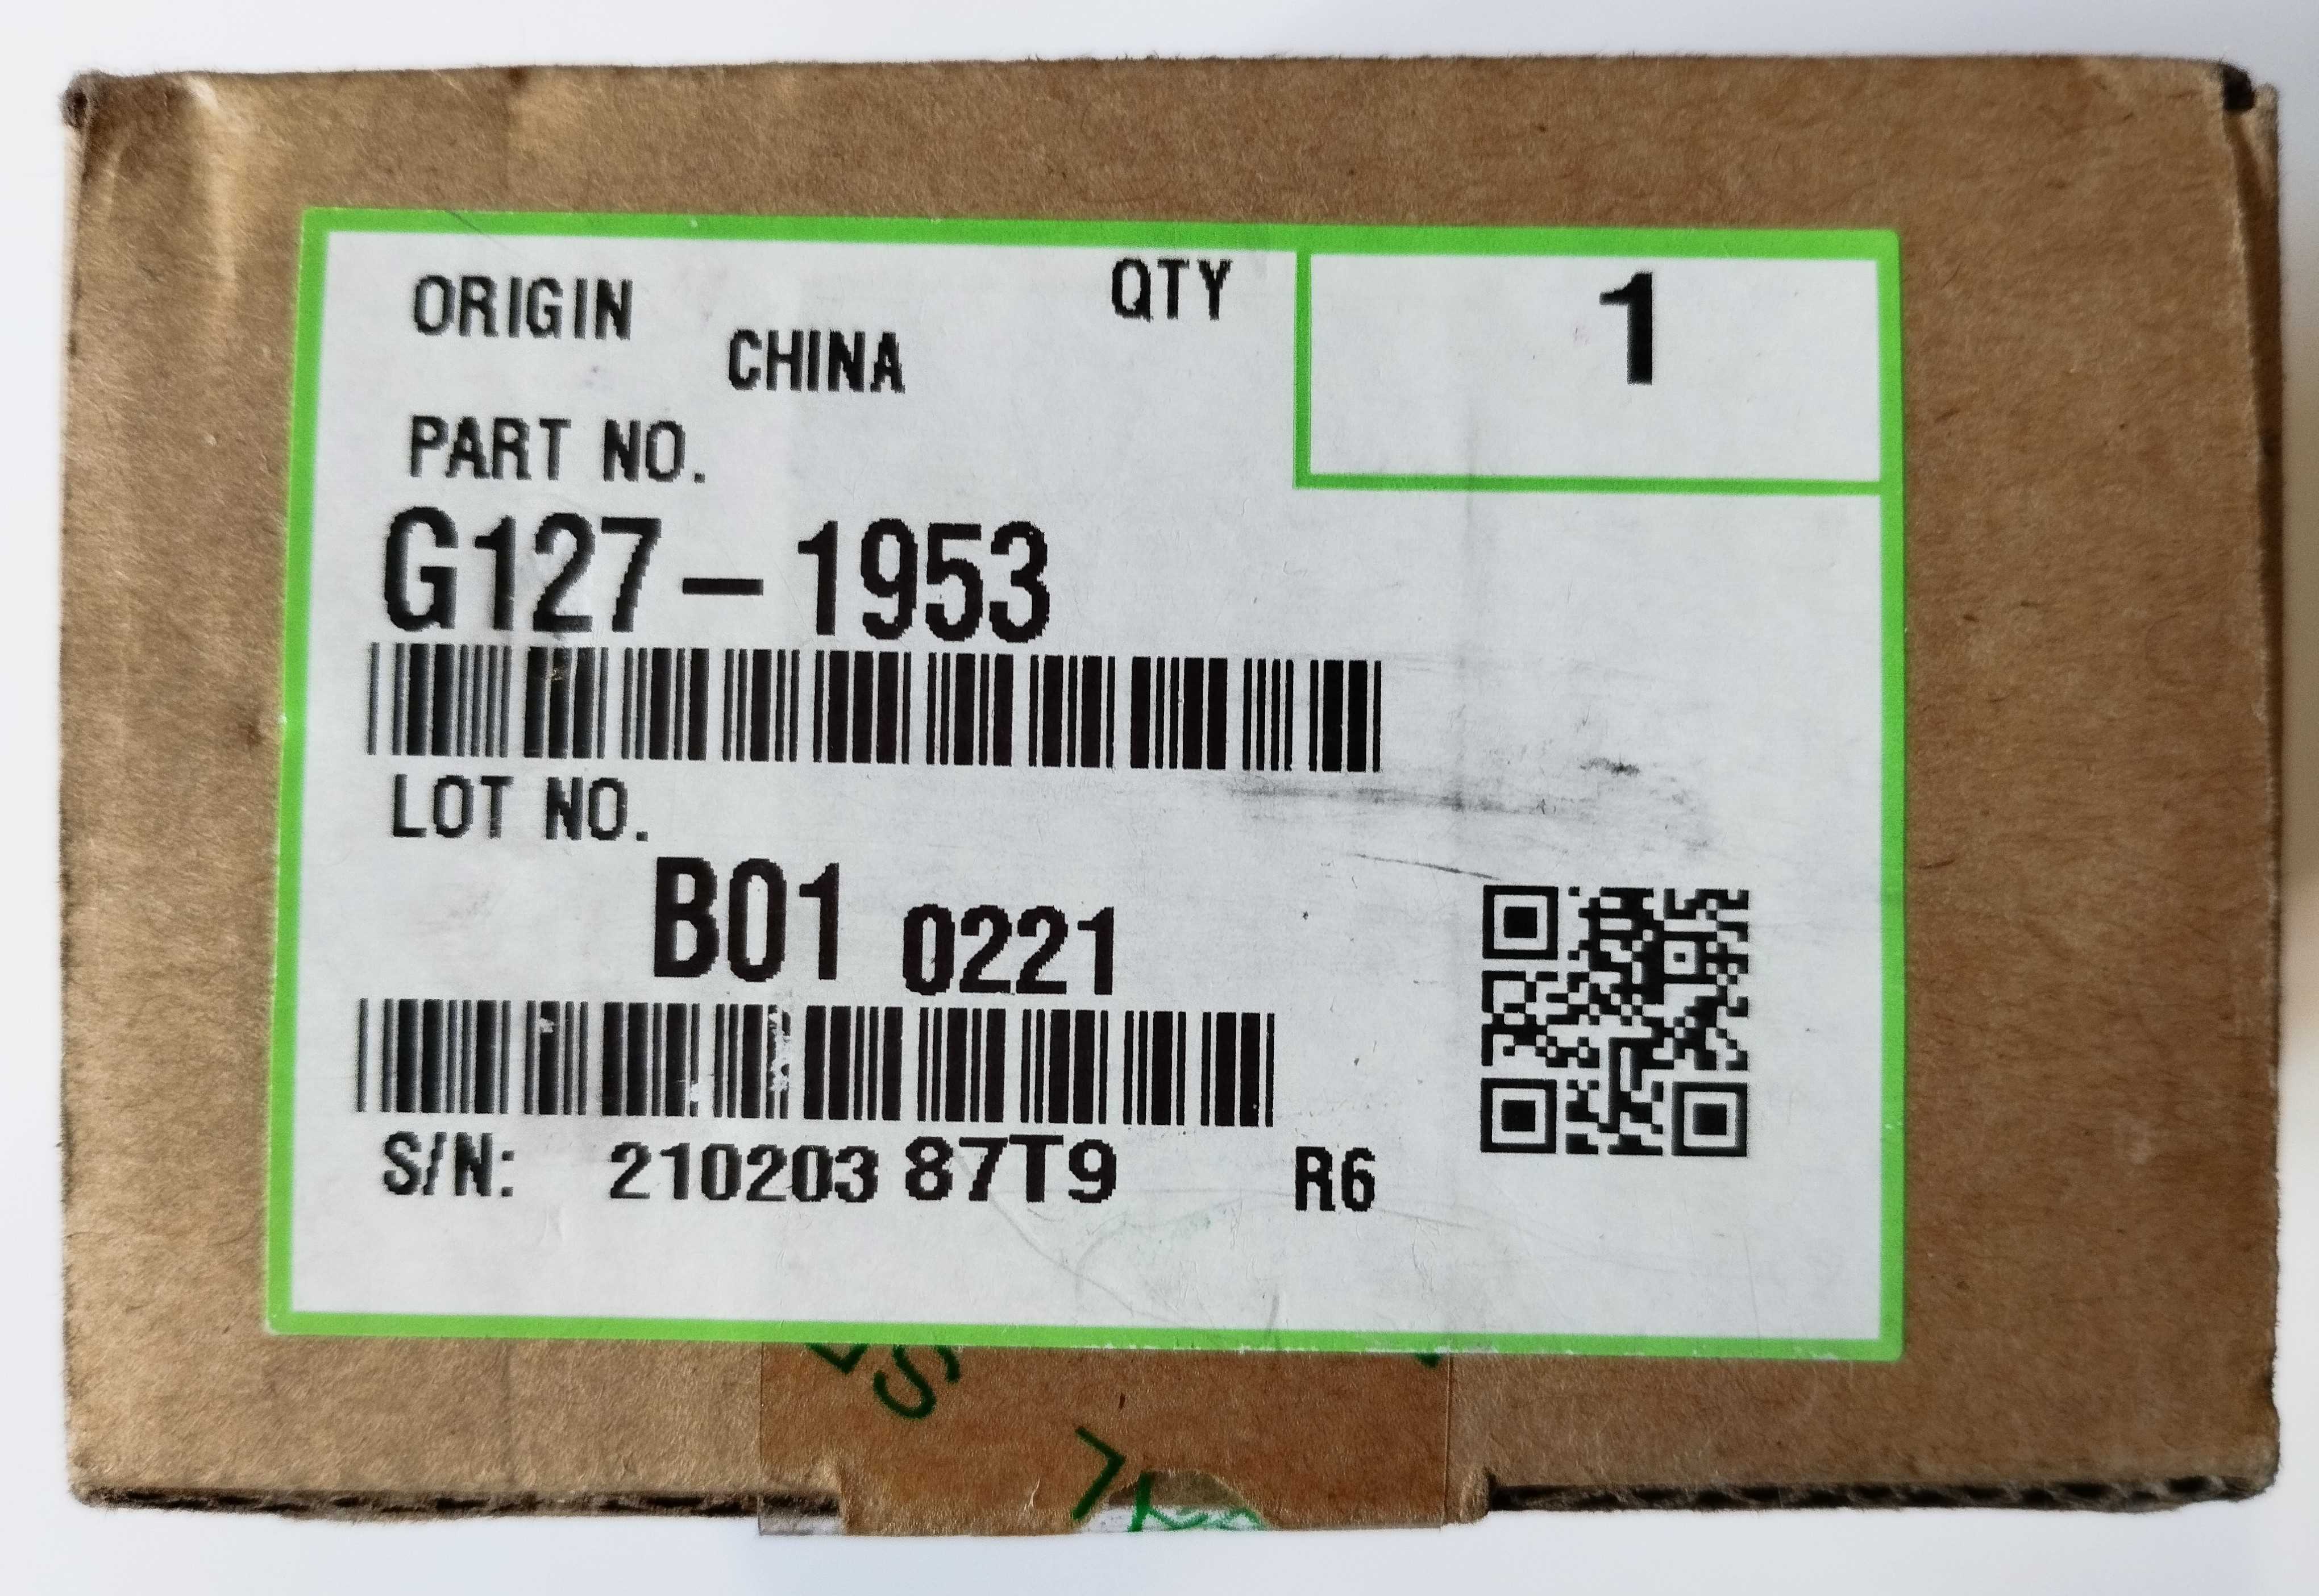 ORIGIN
CHINA
QTY
1
PART NO.
G127-1953
LOT NO.
B01 0221
S/N: 210203 87T9 R6